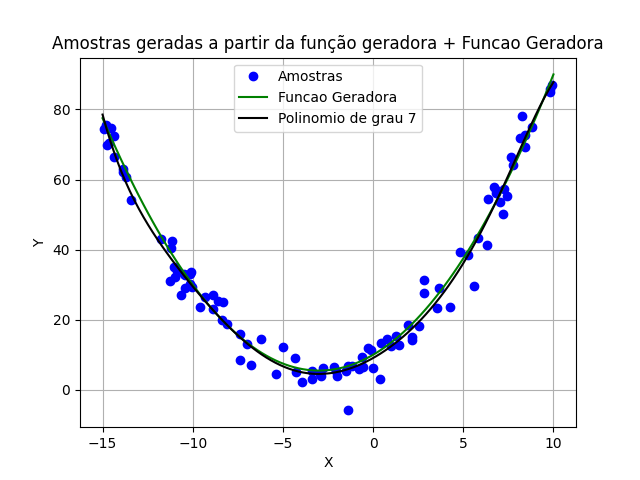 Amostras geradas a partir da função geradora + Funcao Geradora
Amostras
Funcao Geradora
Polinomio de grau 7
Y
80
60
40
20
0
−15
−10
−5
0
5
10
X